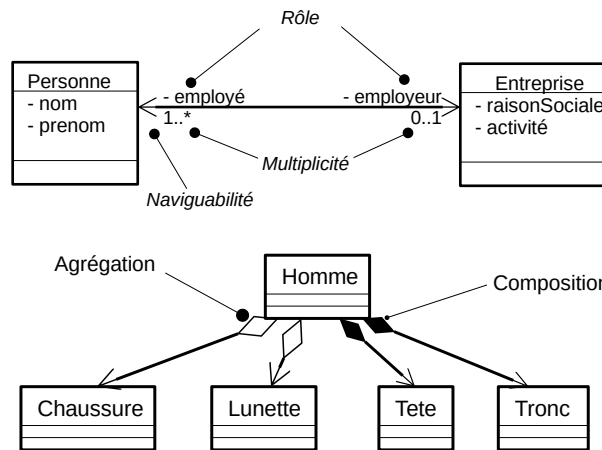 Rôle
Personne
- nom
- prenom
- employé
1..*
- employeur
0..1
Entreprise
- raisonSociale
- activité
Multiplicité
Naviguabilité
Agrégation
Homme
Composition
Chaussure
Lunette
Tete
Tronc